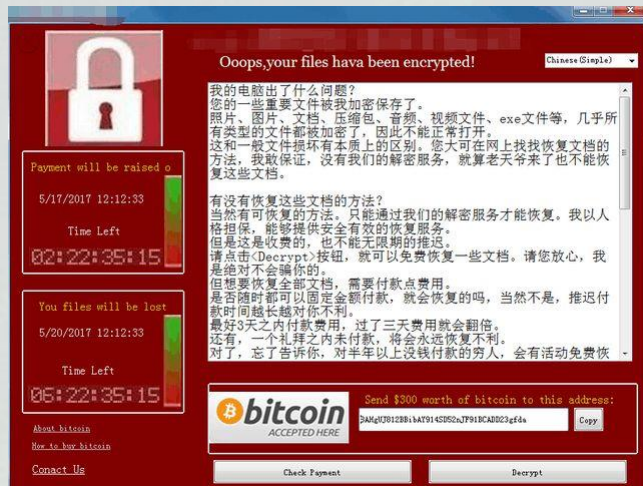 Ooops,your files hava been encrypted!
Chinese(Simple)
我的电脑出了什么问题?
您的一些重要文件被我加密保存了。
照片、图片、文档、压缩包、音频、视频文件、exe文件等，几乎所
有类型的文件都被加密了，因此不能正常打开。
这和一般文件损坏有本质上的区别。您大可在网上找找恢复文档的
方法，我敢保证，没有我们的解密服务，就算老天爷来了也不能恢
复这些文档。
有没有恢复这些文档的方法?
当然有可恢复的方法。只能通过我们的解密服务才能恢复。我以人
格担保，能够提供安全有效的恢复服务。
但是这是收费的，也不能无限期的推迟。
请点击<Decrypt>按钮，就可以免费恢复一些文档。请您放心，我
是绝对不会骗你的。
但想要恢复全部文档，需要付款点费用。
是否随时都可以固定金额付款，就会恢复的吗，当然不是，推迟付
款时间越长越对你不利。
最好3天之内付款费用，过了三天费用就会翻倍。
还有，一个礼拜之内未付款，将会永远恢复不利。
对了，忘了告诉你，对半年以上没钱付款的穷人，会有活动免费恢
Payment will be raised o
5/17/2017 12:12:33
Time Left
02:22:35:15
You files will be lost
5/20/2017 12:12:33
Time Left
06:22:35:15
About bitcoin
How to buy bitcoin
Conact Us
bitcoin
ACCEPTED HERE
Send $300 worth of bitcoin to this address:
Copy
Check Payment
Decrypt